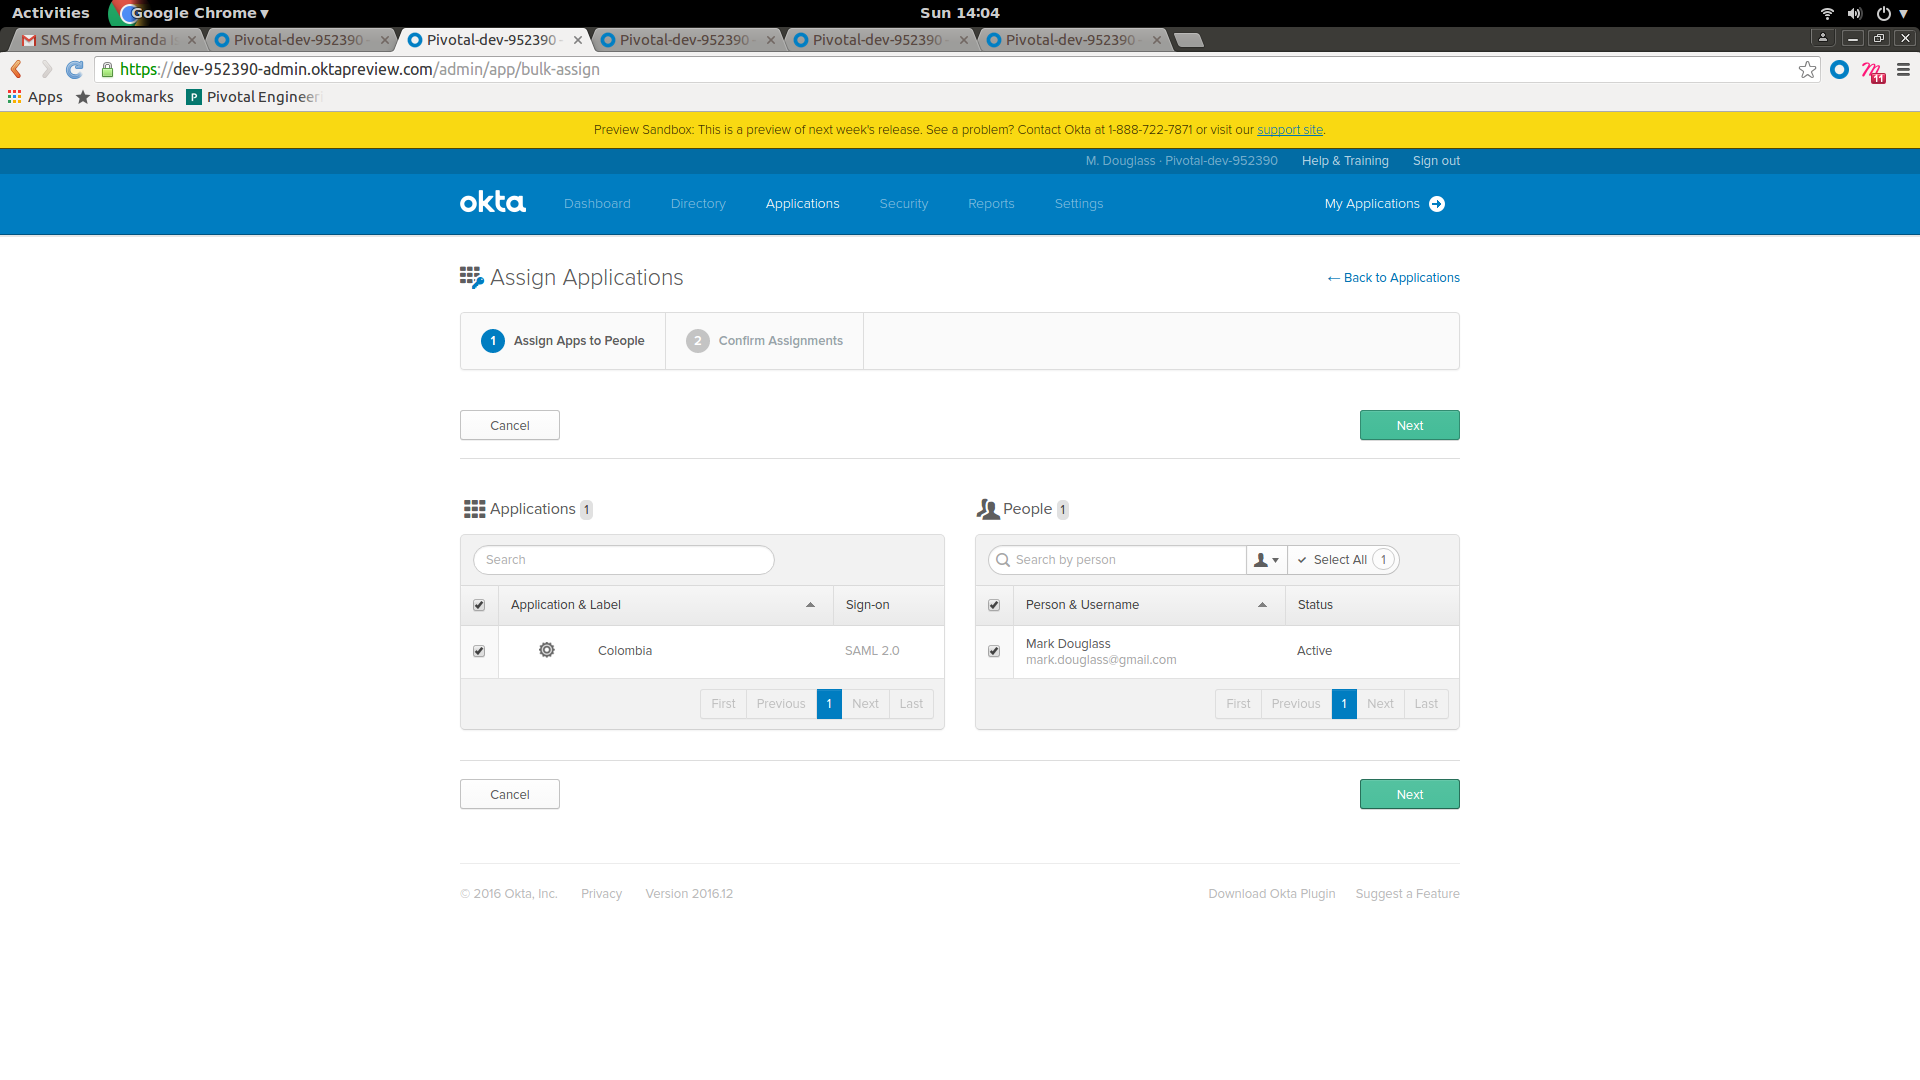 Activities Google Chrome ▾ Sun 14:04
SMS from Miranda Pivotal-dev-952390 - Pivotal-dev-952390 - Pivotal-dev-952390 - Pivotal-dev-952390 - Pivotal-dev-952390 -
https://dev-952390-admin.oktapreview.com/admin/app/bulk-assign
11
Apps Bookmarks P Pivotal Engineeri
Preview Sandbox: This is a preview of next week's release. See a problem? Contact Okta at 1-888-722-7871 or visit our support site.
M. Douglass · Pivotal-dev-952390 Help & Training Sign out
okta Dashboard Directory Applications Security Reports Settings My Applications
Assign Applications ← Back to Applications
1 Assign Apps to People 2 Confirm Assignments
Cancel Next
Applications 1 People 1
Search Search by person Select All 1
Application & Label Sign-on Person & Username Status
Colombia SAML 2.0 Mark Douglass Active
mark.douglass@gmail.com
First Previous 1 Next Last First Previous 1 Next Last
Cancel Next
© 2016 Okta, Inc. Privacy Version 2016.12 Download Okta Plugin Suggest a Feature